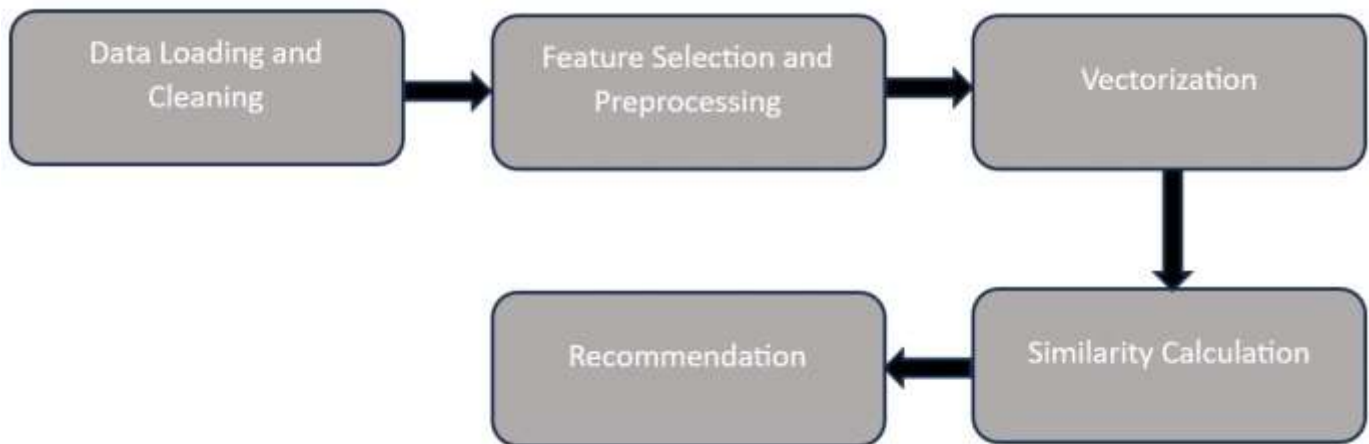 Data Loading and
Cleaning
Feature Selection and
Preprocessing
Vectorization
Similarity Calculation
Recommendation